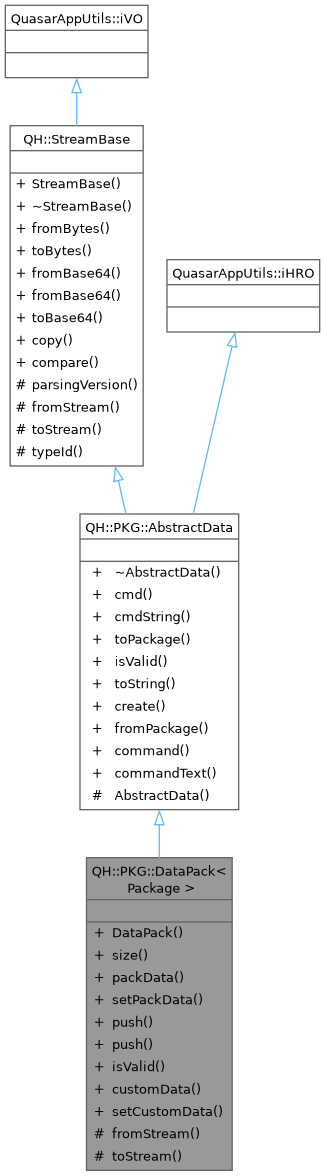 QuasarAppUtils::iVO
QH::StreamBase
+ StreamBase()
+ ~StreamBase()
+ fromBytes()
+ toBytes()
+ fromBase64()
+ fromBase64()
+ toBase64()
+ copy()
+ compare()
# parsingVersion()
# fromStream()
# toStream()
# typeId()
QuasarAppUtils::iHRO
QH::PKG::AbstractData
+ ~AbstractData()
+ cmd()
+ cmdString()
+ toPackage()
+ isValid()
+ toString()
+ create()
+ fromPackage()
+ command()
+ commandText()
# AbstractData()
QH::PKG::DataPack<
Package >
+ DataPack()
+ size()
+ packData()
+ setPackData()
+ push()
+ push()
+ isValid()
+ customData()
+ setCustomData()
# fromStream()
# toStream()